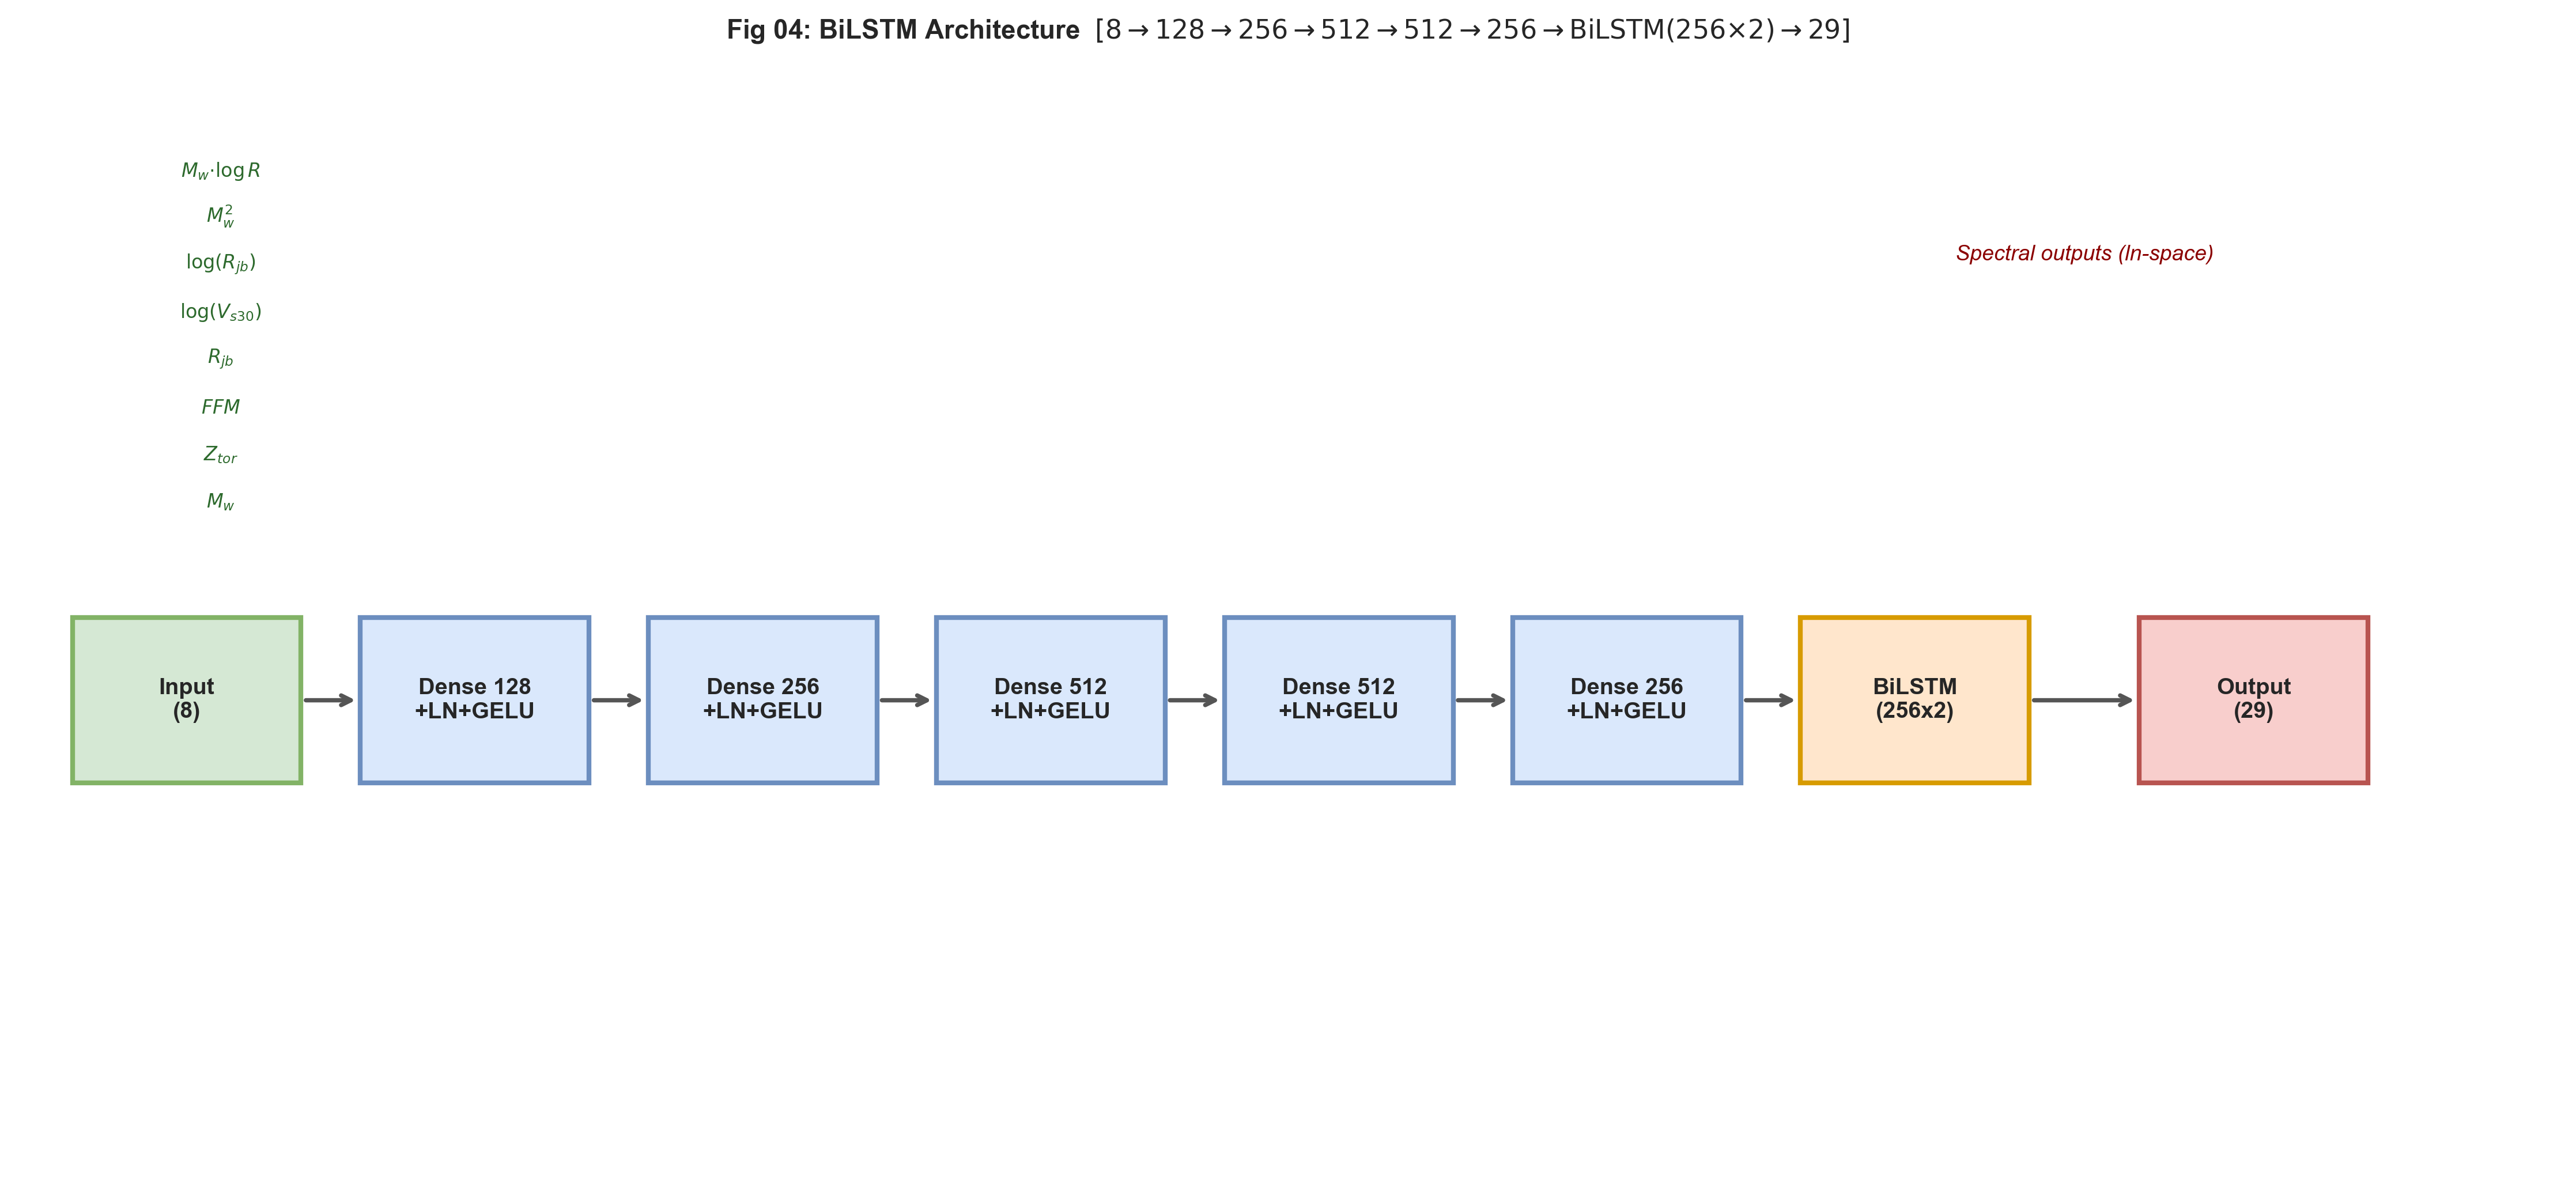 Fig 04: BiLSTM Architecture [8→128→256→512→512→256→BiLSTM(256×2)→29]
M_w·log R
M_w^2
log(R_jb)
log(V_s30)
R_jb
FFM
Z_tor
M_w
Spectral outputs (ln-space)
Input
(8)
Dense 128
+LN+GELU
Dense 256
+LN+GELU
Dense 512
+LN+GELU
Dense 512
+LN+GELU
Dense 256
+LN+GELU
BiLSTM
(256x2)
Output
(29)